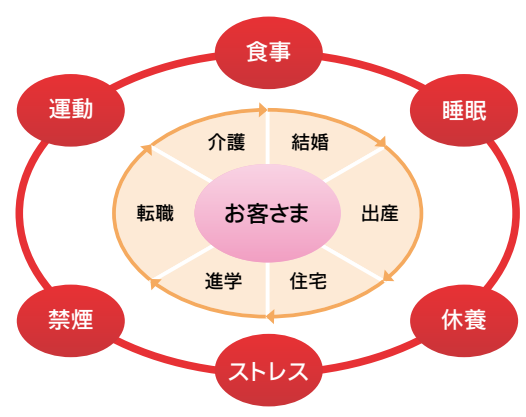 食事
運動
睡眠
介護
結婚
転職
お客さま
出産
進学
住宅
禁煙
休養
ストレス